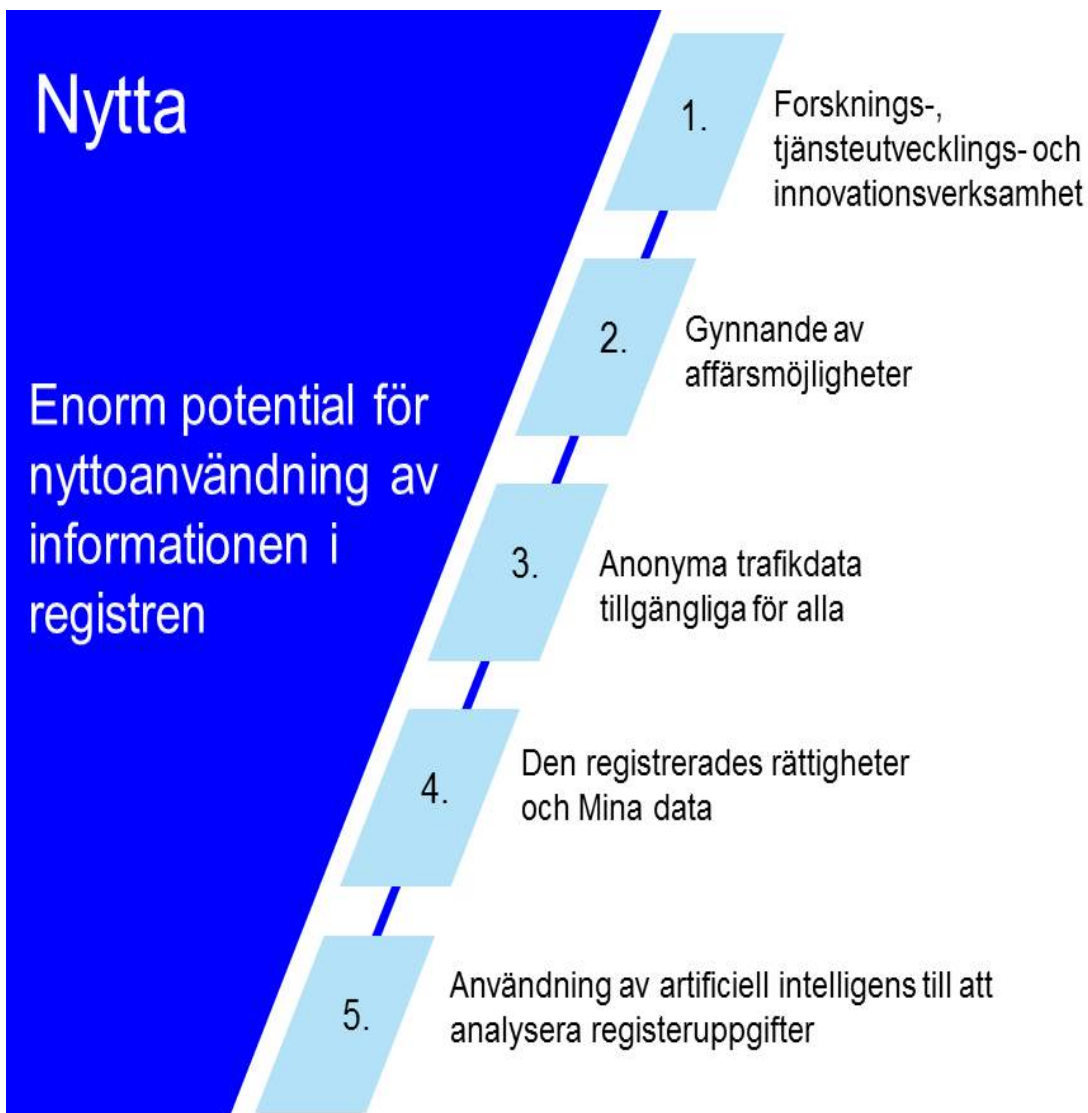 Nytta
Enorm potential för
nyttoanvändning av
informationen i
registren
1.
Forsknings-,
tjänsteutvecklings- och
innovationsverksamhet
2.
Gynnande av
affärsmöjligheter
3.
Anonyma trafikdata
tillgängliga för alla
4.
Den registrerades rättigheter
och Mina data
5.
Användning av artificiell intelligens till att
analysera registeruppgifter